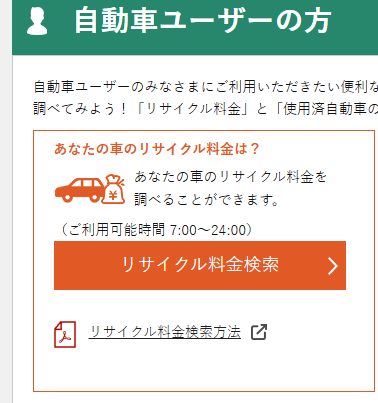 自動車ユーザーの方
自動車ユーザーのみなさまにご利用いただきたい便利な
調べてみよう！「リサイクル料金」と「使用済自動車の
あなたの車のリサイクル料金は？
あなたの車のリサイクル料金を
調べることができます。
（ご利用可能時間 7:00～24:00）
リサイクル料金検索
リサイクル料金検索方法